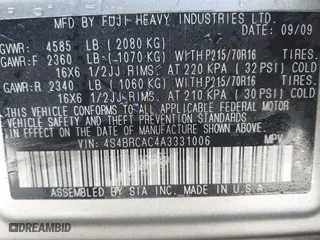 MFD BY FUJI HEAVY INDUSTRIES LTD. 09/09
GVWR: 4585 LB (2080 KG)
GAWR:F 2360 LB (1070 KG) WITH P215/70R16 TIRES.
16X6 1/2JJ RIMS. AT 220 KPA (32 PSI) COLD
GAWR:R 2340 LB (1060 KG) WITH P215/70R16 TIRES.
16X6 1/2JJ RIMS. AT 210 KPA (30 PSI) COLD
THIS VEHICLE CONFORMS TO ALL APPLICABLE FEDERAL MOTOR
VEHICLE SAFETY AND THEFT PREVENTION STANDARDS IN
EFFECT ON THE DATE OF MANUFACTURE SHOWN ABOVE.
VIN: 4S4BRCAC4A3331006 MPV
ASSEMBLED BY SIA MADE IN U.S.A.
DCAUTO.HISTORY